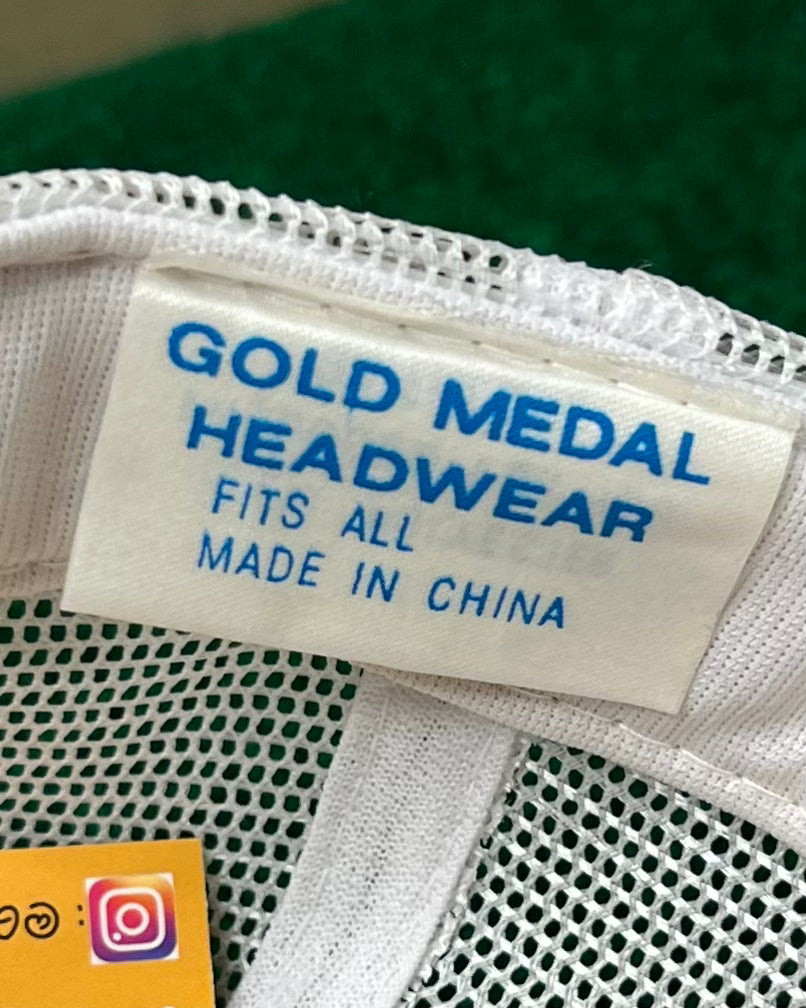 GOLD MEDAL
HEADWEAR
FITS ALL
MADE IN CHINA